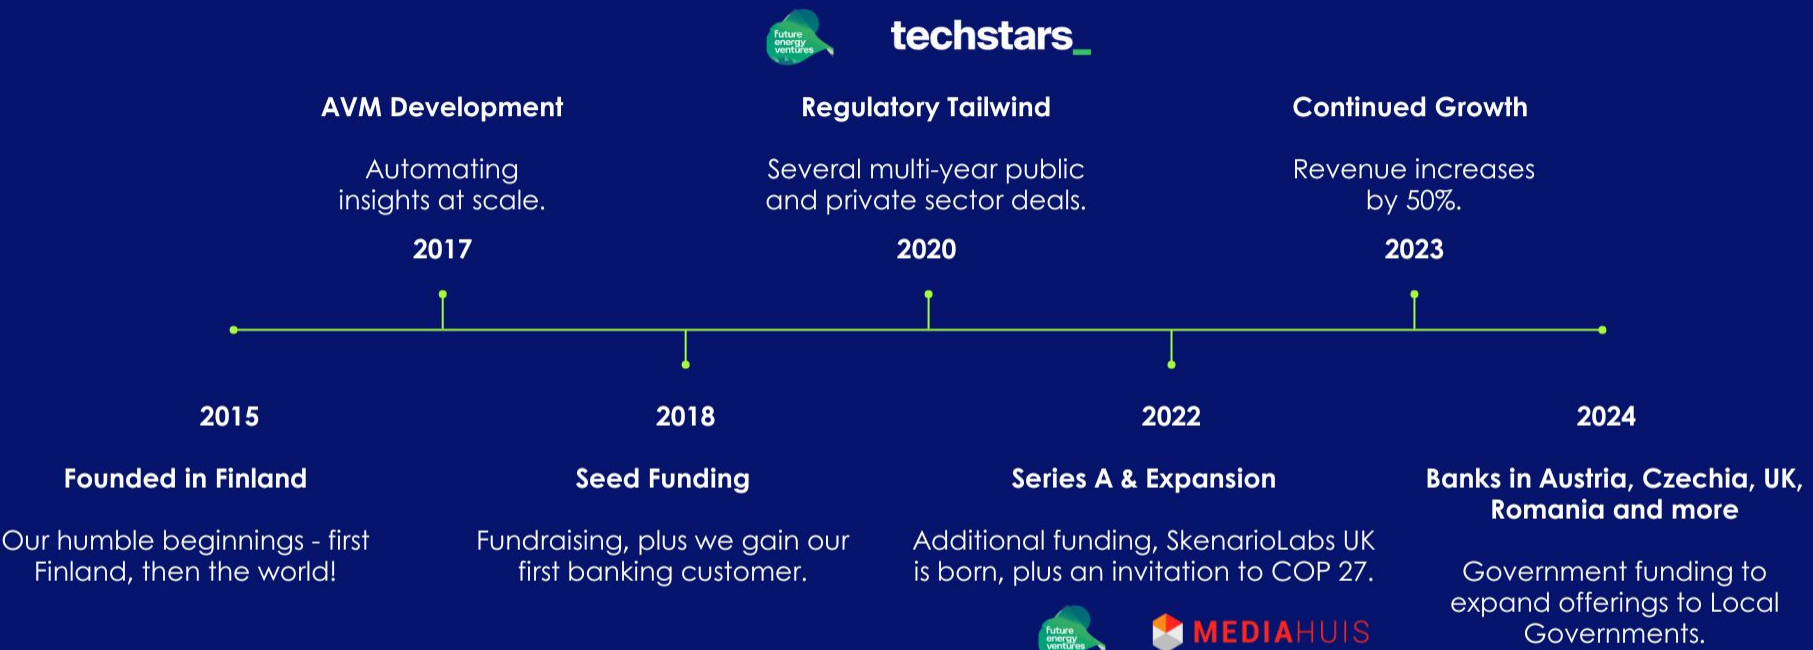 future
energy
ventures
techstars_
AVM Development
Automating
insights at scale.
2017
Regulatory Tailwind
Several multi-year public
and private sector deals.
2020
Continued Growth
Revenue increases
by 50%.
2023
2015
Founded in Finland
Our humble beginnings - first
Finland, then the world!
2018
Seed Funding
Fundraising, plus we gain our
first banking customer.
2022
Series A & Expansion
Additional funding, SkenarioLabs UK
is born, plus an invitation to COP 27.
future
energy
ventures
MEDIAHUIS
2024
Banks in Austria, Czechia, UK,
Romania and more
Government funding to
expand offerings to Local
Governments.